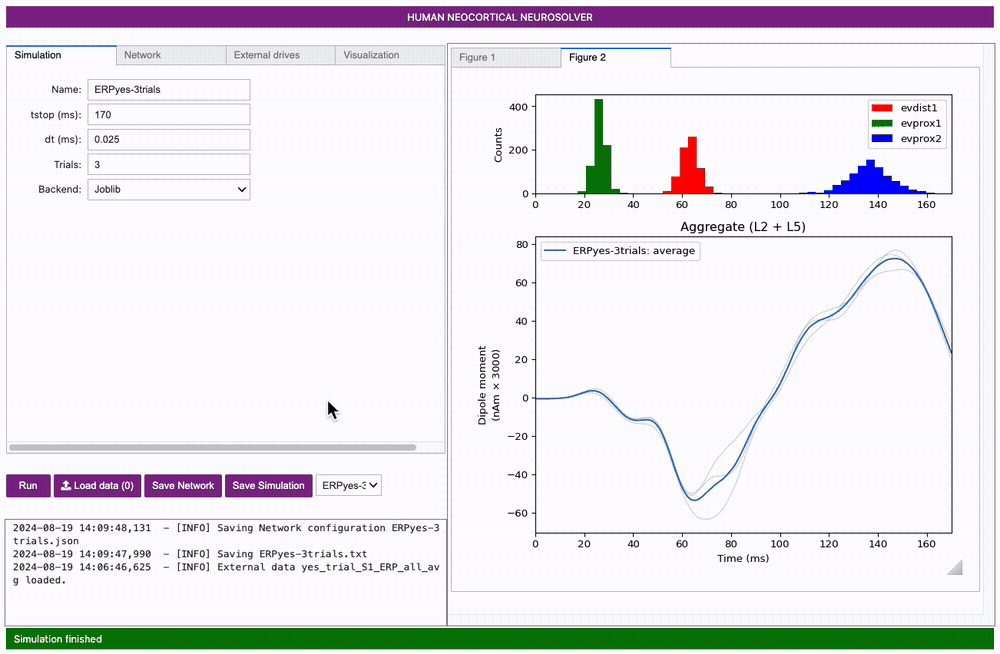 HUMAN NEOCORTICAL NEUROSOLVER
Simulation
Network
External drives
Visualization
Name: ERPyes-3trials
tstop (ms): 170
dt (ms): 0.025
Trials: 3
Backend: Joblib
Run
Load data (0)
Save Network
Save Simulation
ERPyes-3
2024-08-19 14:09:48,131 - [INFO] Saving Network configuration ERPyes-3
trials.json
2024-08-19 14:09:47,990 - [INFO] Saving ERPyes-3trials.txt
2024-08-19 14:06:46,625 - [INFO] External data yes_trial_S1_ERP_all_av
g loaded.
Figure 1
Figure 2
Counts
400
200
0
evdist1
evprox1
evprox2
0 20 40 60 80 100 120 140 160
Aggregate (L2 + L5)
ERPyes-3trials: average
Dipole moment
(nAm × 3000)
80
60
40
20
0
−20
−40
−60
0 20 40 60 80 100 120 140 160
Time (ms)
Simulation finished